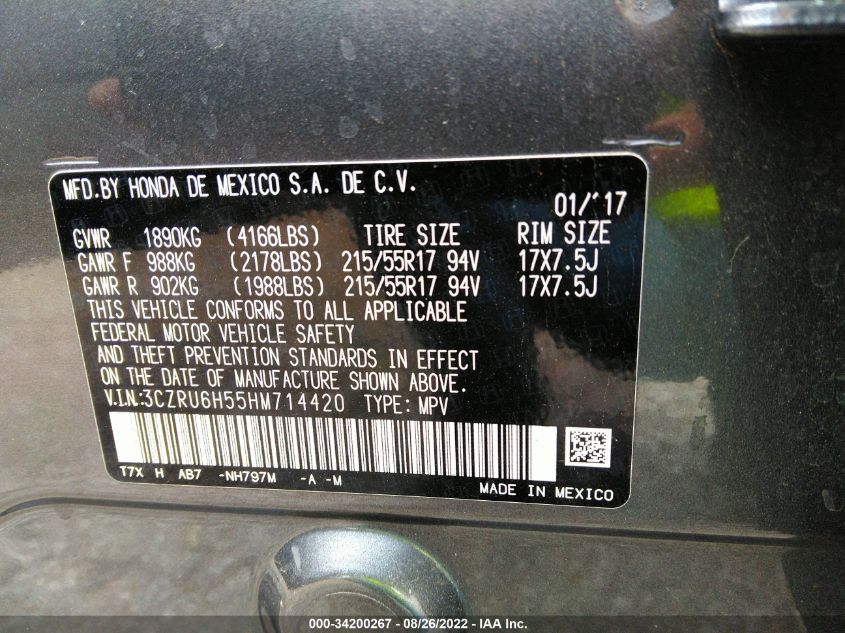 MFD.BY HONDA DE MEXICO S.A. DE C.V.
01/'17
GVWR 1890KG (4166LBS) TIRE SIZE RIM SIZE
GAWR F 988KG (2178LBS) 215/55R17 94V 17X7.5J
GAWR R 902KG (1988LBS) 215/55R17 94V 17X7.5J
THIS VEHICLE CONFORMS TO ALL APPLICABLE
FEDERAL MOTOR VEHICLE SAFETY
AND THEFT PREVENTION STANDARDS IN EFFECT
ON THE DATE OF MANUFACTURE SHOWN ABOVE.
V.I.N:3CZRU6H55HM714420 TYPE: MPV
T7X H AB7 -NH797M -A -M
MADE IN MEXICO
000-34200267 - 08/26/2022 - IAA Inc.